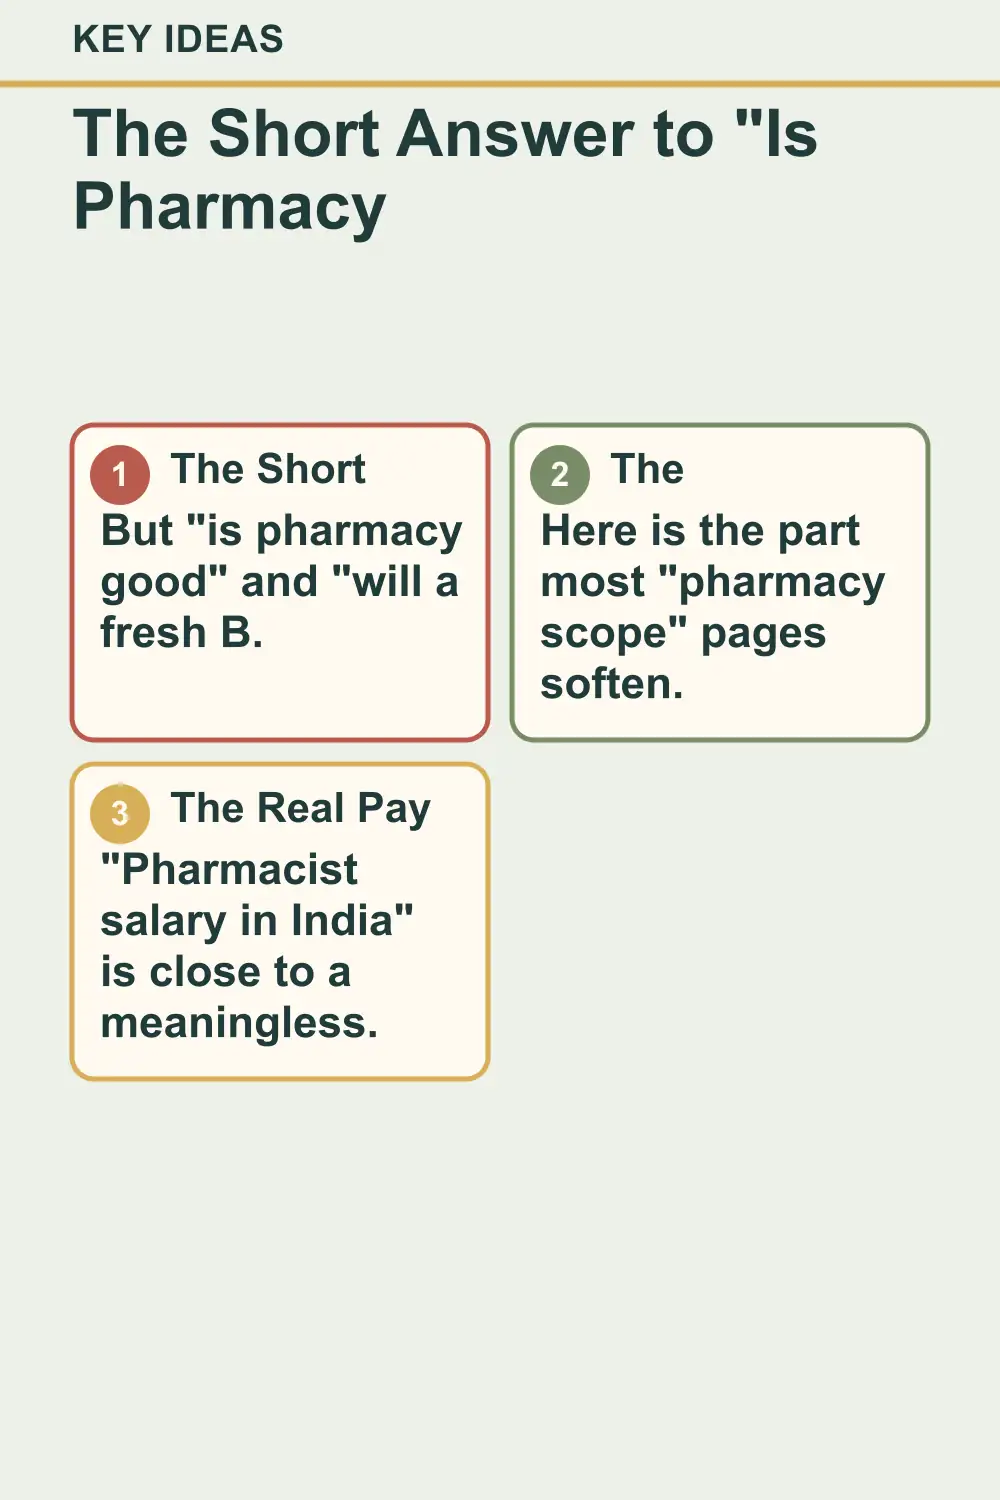 KEY IDEAS
The Short Answer to "Is
Pharmacy
1
The Short
But "is pharmacy
good" and "will a
fresh B.
2
The
Here is the part
most "pharmacy
scope" pages
soften.
3
The Real Pay
"Pharmacist
salary in India"
is close to a
meaningless.